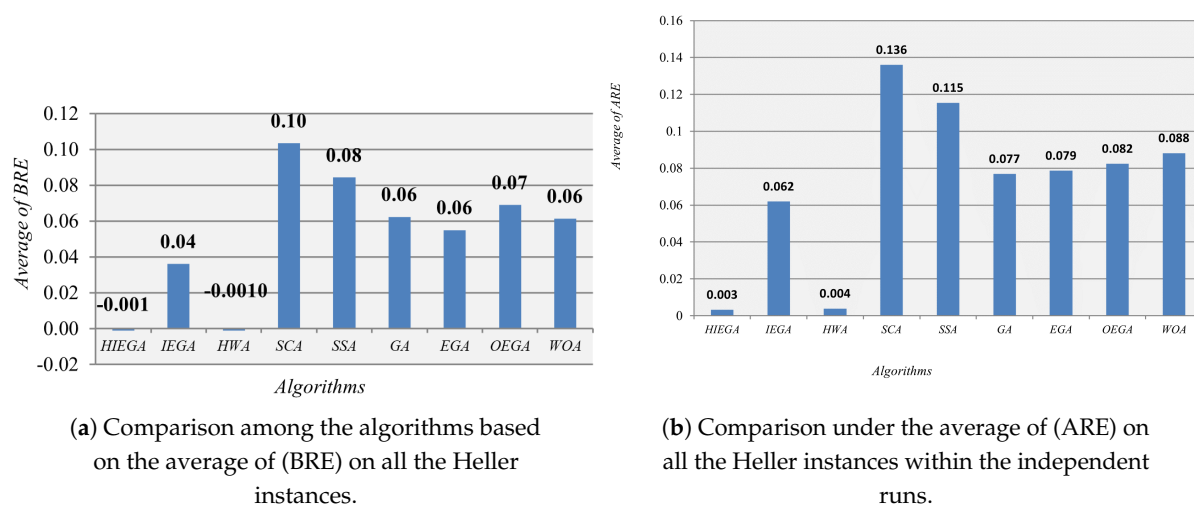 0.12
0.10
0.08
0.06
0.04
0.02
0.00
-0.02
Average of BRE
-0.001
0.04
-0.0010
0.10
0.08
0.06
0.06
0.07
0.06
HIEGA IEGA HWA SCA SSA GA EGA OEGA WOA
Algorithms
(a) Comparison among the algorithms based
on the average of (BRE) on all the Heller
instances.
0.16
0.14
0.12
0.1
0.08
0.06
0.04
0.02
0
Average of ARE
0.003
0.062
0.004
0.136
0.115
0.077
0.079
0.082
0.088
HIEGA IEGA HWA SCA SSA GA EGA OEGA WOA
Algorithms
(b) Comparison under the average of (ARE) on
all the Heller instances within the independent
runs.